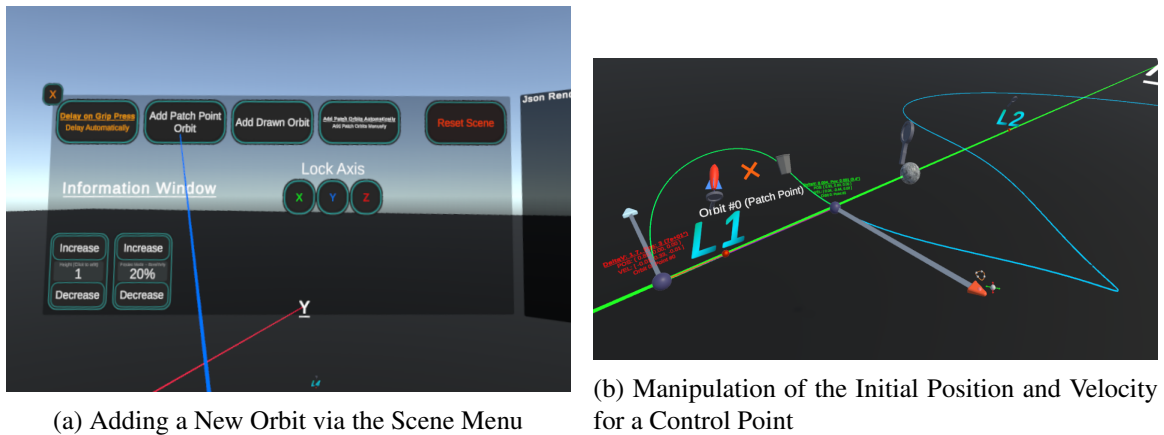 X
Json Rend
Delay on Grip Press
Delay Automatically
Add Patch Point
Orbit
Add Drawn Orbit
Add Patch Orbits Automatically
Add Patch Orbits Manually
Reset Scene
Lock Axis
X Y Z
Information Window
Increase
1
Decrease
Increase
20%
Decrease
Y
L4
L2
Orbit #0 (Patch Point)
L1
(a) Adding a New Orbit via the Scene Menu
(b) Manipulation of the Initial Position and Velocity
for a Control Point